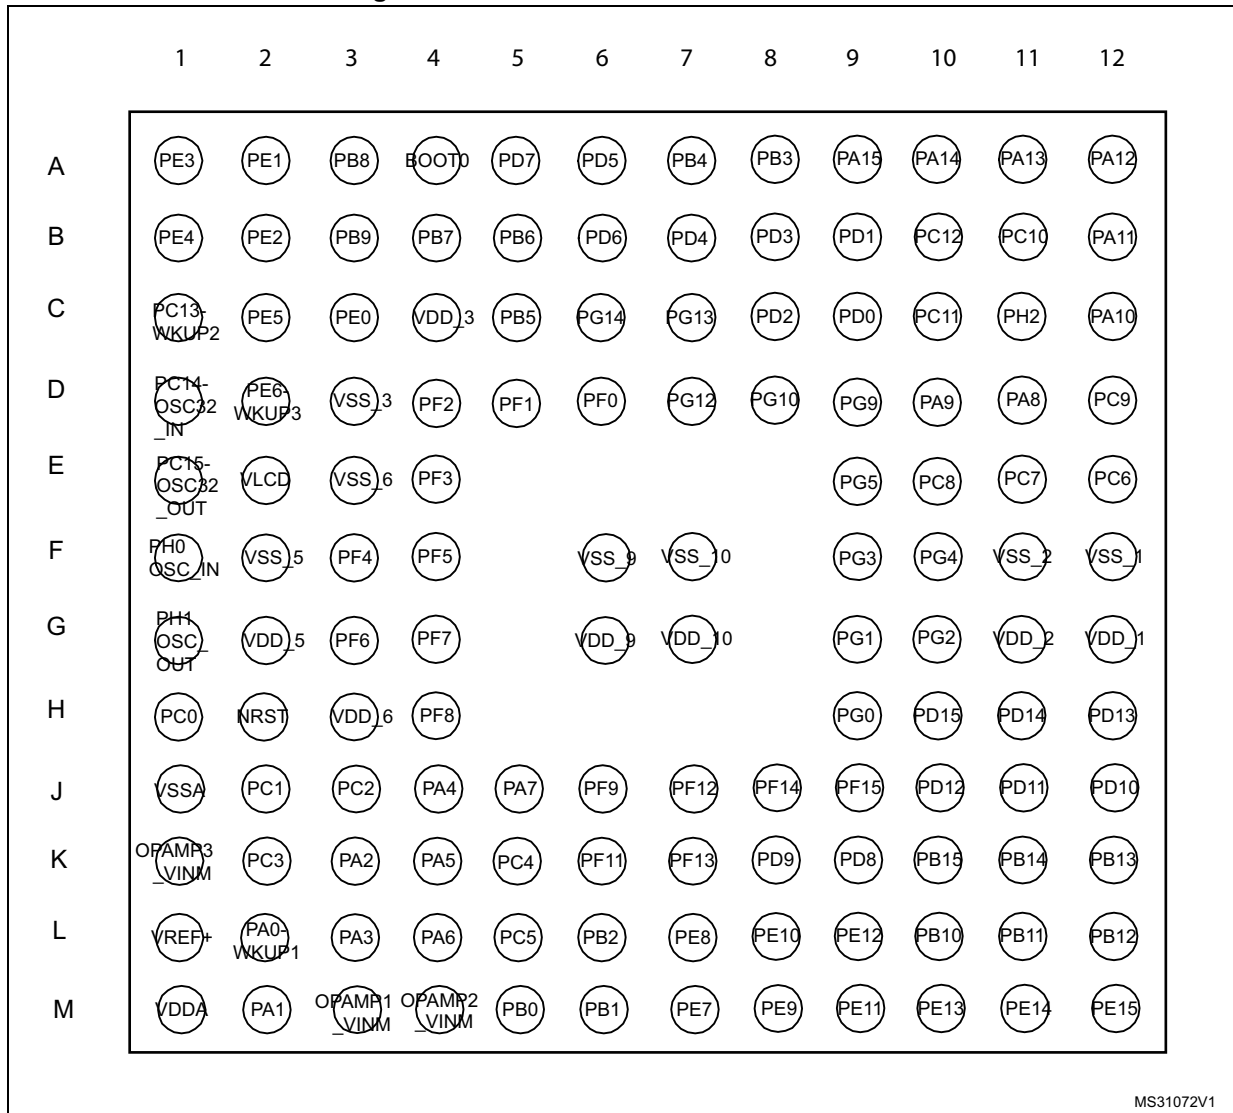 1 2 3 4 5 6 7 8 9 10 11 12
A PE3 PE1 PB8 BOOT0 PD7 PD5 PB4 PB3 PA15 PA14 PA13 PA12
B PE4 PE2 PB9 PB7 PB6 PD6 PD4 PD3 PD1 PC12 PC10 PA11
C PC13-WKUP2 PE5 PE0 VDD_3 PB5 PG14 PG13 PD2 PD0 PC11 PH2 PA10
D PC14-OSC32_IN PE6-WKUP3 VSS_3 PF2 PF1 PF0 PG12 PG10 PG9 PA9 PA8 PC9
E PC15-OSC32_OUT VLCD VSS_6 PF3 PG5 PC8 PC7 PC6
F PH0 OSC_IN VSS_5 PF4 PF5 VSS_9 VSS_10 PG3 PG4 VSS_2 VSS_1
G PH1 OSC_OUT VDD_5 PF6 PF7 VDD_9 VDD_10 PG1 PG2 VDD_2 VDD_1
H PC0 NRST VDD_6 PF8 PG0 PD15 PD14 PD13
J VSSA PC1 PC2 PA4 PA7 PF9 PF12 PF14 PF15 PD12 PD11 PD10
K OPAMP3_VINM PC3 PA2 PA5 PC4 PF11 PF13 PD9 PD8 PB15 PB14 PB13
L VREF+ PA0-WKUP1 PA3 PA6 PC5 PB2 PE8 PE10 PE12 PB10 PB11 PB12
M VDDA PA1 OPAMP1_VINM OPAMP2_VINM PB0 PB1 PE7 PE9 PE11 PE13 PE14 PE15
MS31072V1